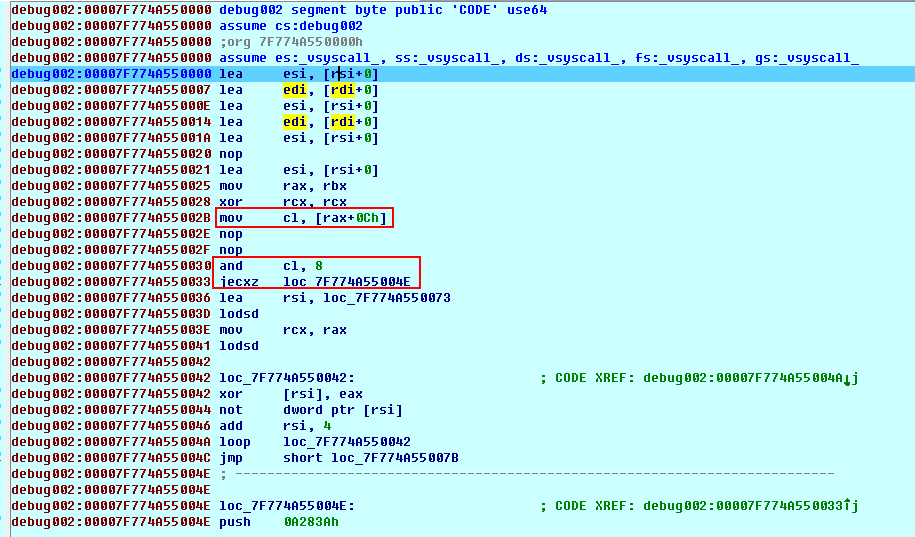 debug002:00007F774A550000 debug002 segment byte public 'CODE' use64
debug002:00007F774A550000 assume cs:debug002
debug002:00007F774A550000 ;org 7F774A550000h
debug002:00007F774A550000 assume es:_vsyscall_, ss:_vsyscall_, ds:_vsyscall_, fs:_vsyscall_, gs:_vsyscall_
debug002:00007F774A550000 lea esi, [rsi+0]
debug002:00007F774A550007 lea edi, [rdi+0]
debug002:00007F774A55000E lea esi, [rsi+0]
debug002:00007F774A550014 lea edi, [rdi+0]
debug002:00007F774A55001A lea esi, [rsi+0]
debug002:00007F774A550020 nop
debug002:00007F774A550021 lea esi, [rsi+0]
debug002:00007F774A550025 mov rax, rbx
debug002:00007F774A550028 xor rcx, rcx
debug002:00007F774A55002B mov cl, [rax+0Ch]
debug002:00007F774A55002E nop
debug002:00007F774A55002F nop
debug002:00007F774A550030 and cl, 8
debug002:00007F774A550033 jecxz loc_7F774A55004E
debug002:00007F774A550036 lea rsi, loc_7F774A550073
debug002:00007F774A55003D lodsd
debug002:00007F774A55003E mov rcx, rax
debug002:00007F774A550041 lodsd
debug002:00007F774A550042
debug002:00007F774A550042 loc_7F774A550042: ; CODE XREF: debug002:00007F774A55004A↓j
debug002:00007F774A550042 xor [rsi], eax
debug002:00007F774A550044 not dword ptr [rsi]
debug002:00007F774A550046 add rsi, 4
debug002:00007F774A55004A loop loc_7F774A550042
debug002:00007F774A55004C jmp short loc_7F774A55007B
debug002:00007F774A55004E ; ---------------------------------------------------------------------------
debug002:00007F774A55004E
debug002:00007F774A55004E loc_7F774A55004E: ; CODE XREF: debug002:00007F774A550033↑j
debug002:00007F774A55004E push 0A283Ah